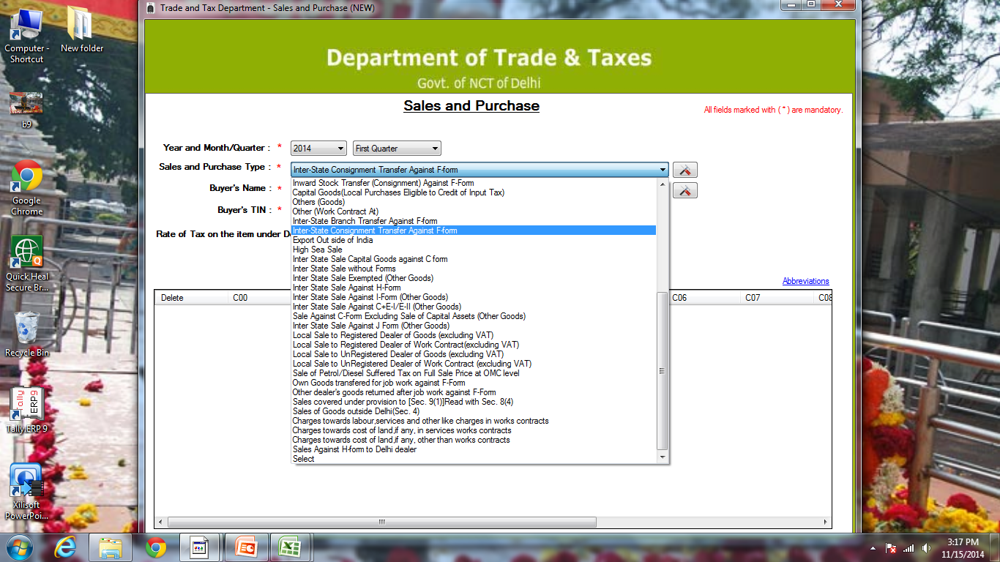 Trade and Tax Department - Sales and Purchase (NEW)
Computer - Shortcut
New folder
b9
Google Chrome
Quick Heal Secure Br...
Recycle Bin
Tally.ERP 9
Xilisoft PowerPoi...
Department of Trade & Taxes
Govt. of NCT of Delhi
Sales and Purchase
All fields marked with ( * ) are mandatory.
Year and Month/Quarter : * 2014 First Quarter
Sales and Purchase Type : * Inter-State Consignment Transfer Against F-form
Buyer's Name : *
Buyer's TIN : *
Rate of Tax on the item under D
Inward Stock Transfer (Consignment) Against F-Form
Capital Goods(Local Purchases Eligible to Credit of Input Tax)
Others (Goods)
Other (Work Contract At)
Inter-State Branch Transfer Against F-form
Inter-State Consignment Transfer Against F-form
Export Out side of India
High Sea Sale
Inter State Sale Capital Goods against C form
Inter State Sale without Forms
Inter State Sale Exempted (Other Goods)
Inter State Sale Against H-Form
Inter State Sale Against I-Form (Other Goods)
Inter State Sale Against C+E-I/E-II (Other Goods)
Sale Against C-Form Excluding Sale of Capital Assets (Other Goods)
Inter State Sale Against J Form (Other Goods)
Local Sale to Registered Dealer of Goods (excluding VAT)
Local Sale to Registered Dealer of Work Contract(excluding VAT)
Local Sale to UnRegistered Dealer of Goods (excluding VAT)
Local Sale to UnRegistered Dealer of Work Contract (excluding VAT)
Sale of Petrol/Diesel Suffered Tax on Full Sale Price at OMC level
Own Goods transfered for job work against F-Form
Other dealer's goods returned after job work against F-Form
Sales covered under provision to [Sec. 9(1)]Read with Sec. 8(4)
Sales of Goods outside Delhi(Sec. 4)
Charges towards labour,services and other like charges in works contracts
Charges towards cost of land,if any, in services works contracts
Charges towards cost of land,if any, other than works contracts
Sales Against H-form to Delhi dealer
Select
Abbreviations
Delete C00 C06 C07 C08
3:17 PM
11/15/2014